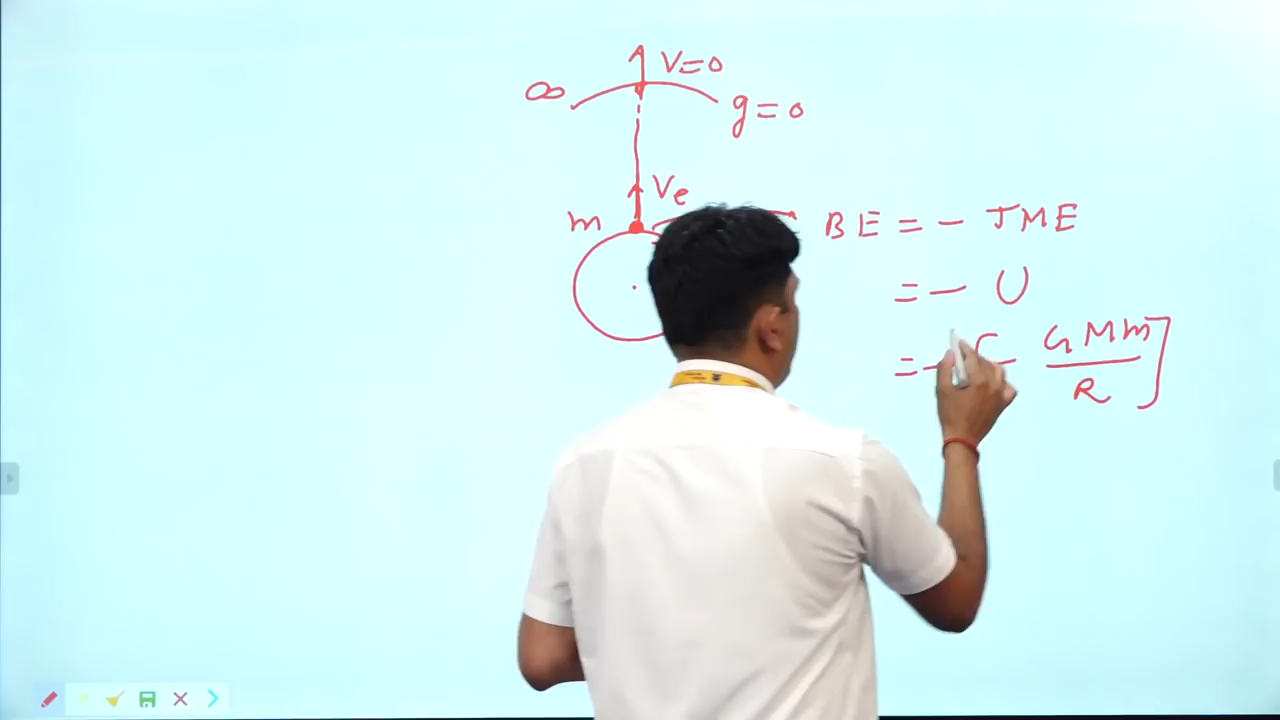 V=0
∞
g=0
Ve
m
BE = - TME
= - U
= - [- GMm/R]